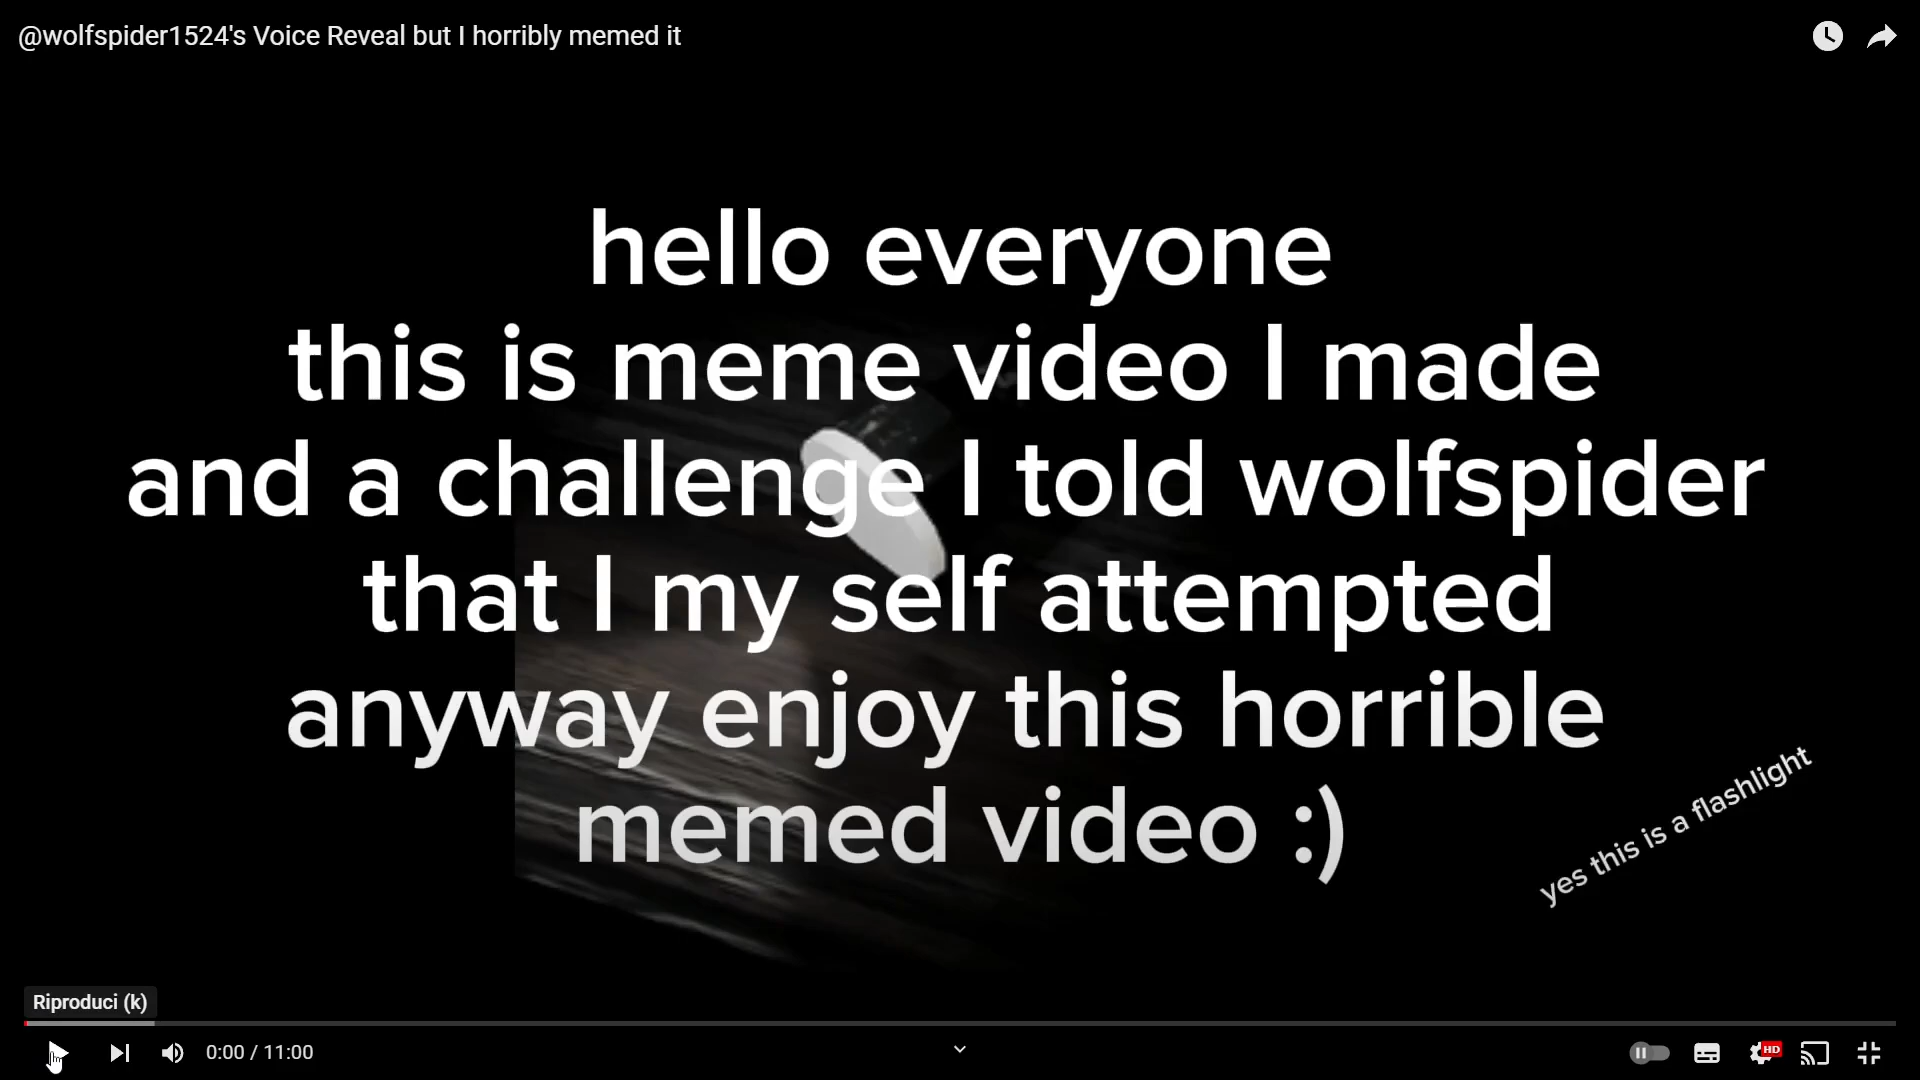 @wolfspider1524's Voice Reveal but I horribly memed it
hello everyone
this is meme video I made
and a challenge I told wolfspider
that I my self attempted
anyway enjoy this horrible
memed video :)
yes this is a flashlight
Riproduci (k)
0:00 / 11:00
HD